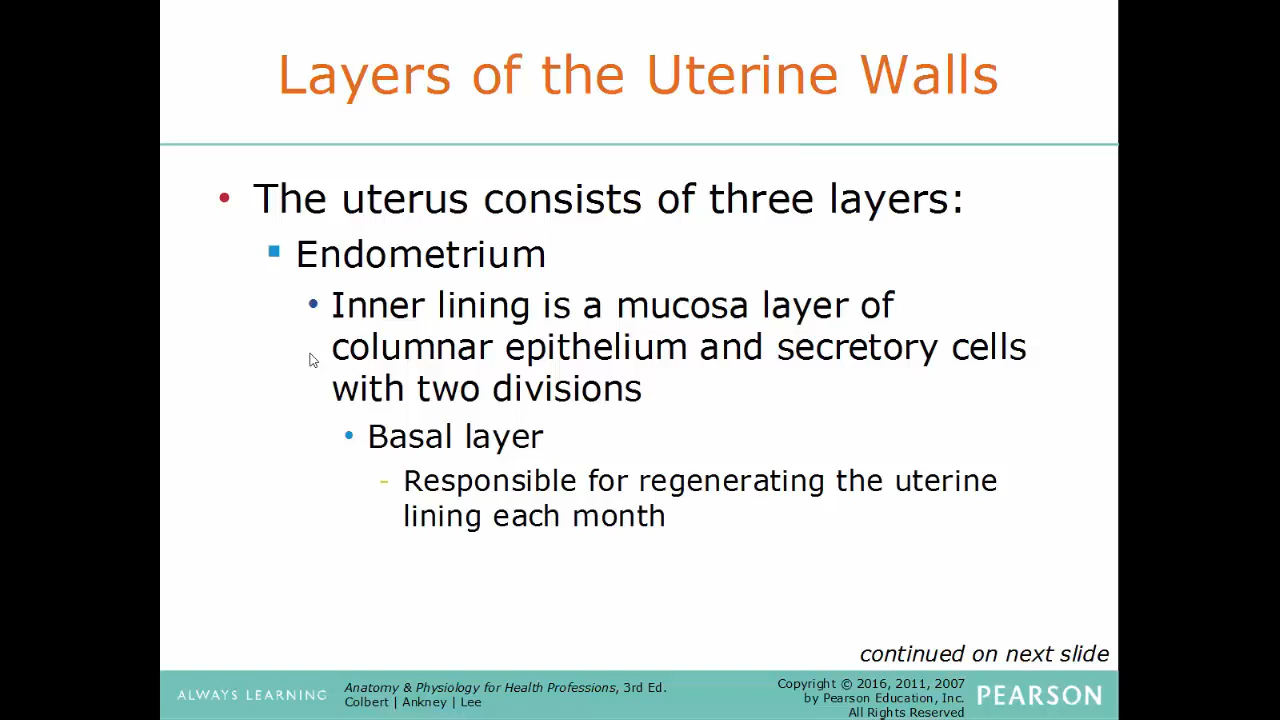 Layers of the Uterine Walls
• The uterus consists of three layers:
▪ Endometrium
• Inner lining is a mucosa layer of
columnar epithelium and secretory cells
with two divisions
• Basal layer
- Responsible for regenerating the uterine
lining each month
continued on next slide
ALWAYS LEARNING
Anatomy & Physiology for Health Professions, 3rd Ed.
Colbert | Ankney | Lee
Copyright © 2016, 2011, 2007
by Pearson Education, Inc.
All Rights Reserved
PEARSON